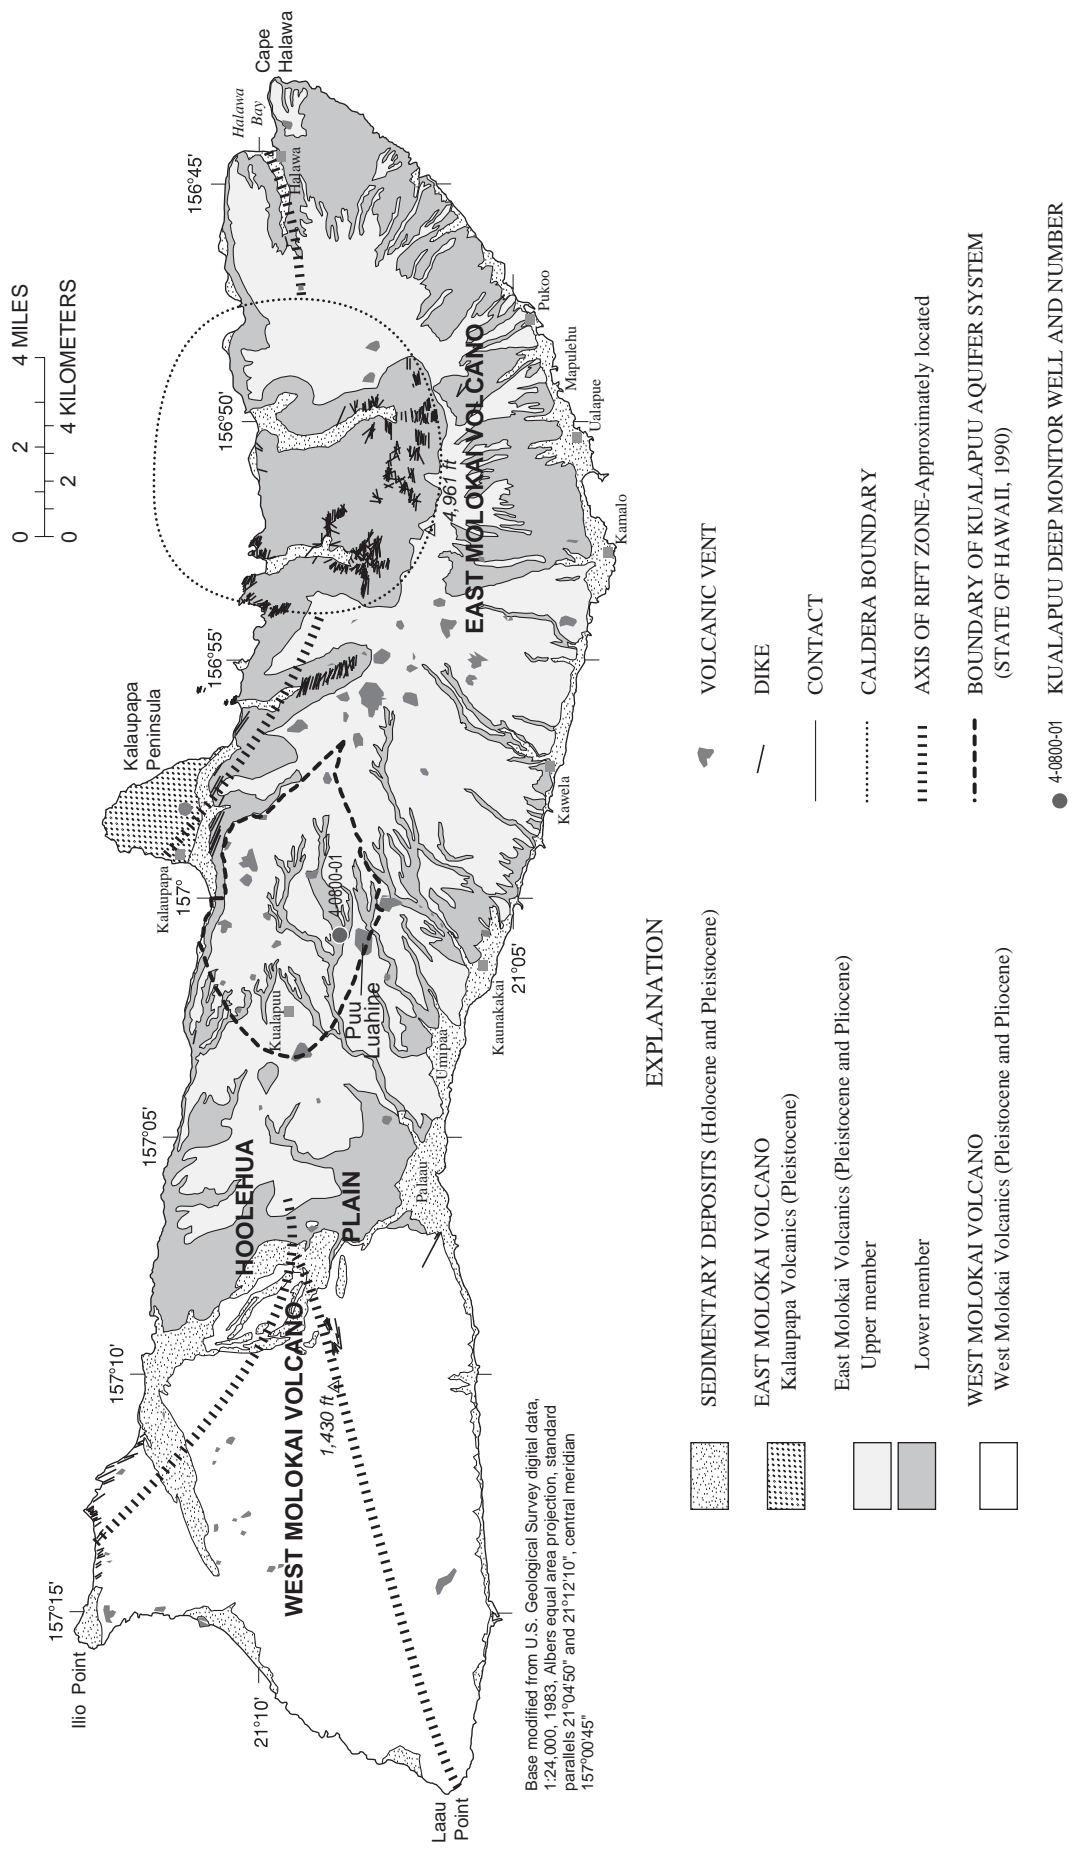 0 2 4 MILES
0 2 4 KILOMETERS
157°15'
157°10'
157°05'
157°
156°55'
156°50'
156°45'
21°10'
21°05'
Ilio Point
Laau
Point
Kalaupapa
Kalaupapa
Peninsula
Halawa
Bay
Cape
Halawa
Halawa
HOOLEHUA
PLAIN
WEST MOLOKAI VOLCANO
1,430 ft
Kualapuu
4-0800-01
Puu
Luahine
EAST MOLOKAI VOLCANO
4,961ft
Palaau
Umipaa
Kaunakakai
Kawela
Kamalo
Ualapue
Mapulehu
Pukoo
Base modified from U.S. Geological Survey digital data,
1:24,000, 1983, Albers equal area projection, standard
parallels 21°04'50" and 21°12'10", central meridian
157°00'45"
EXPLANATION
SEDIMENTARY DEPOSITS (Holocene and Pleistocene)
EAST MOLOKAI VOLCANO
Kalaupapa Volcanics (Pleistocene)
East Molokai Volcanics (Pleistocene and Pliocene)
Upper member
Lower member
WEST MOLOKAI VOLCANO
West Molokai Volcanics (Pleistocene and Pliocene)
VOLCANIC VENT
DIKE
CONTACT
CALDERA BOUNDARY
AXIS OF RIFT ZONE-Approximately located
BOUNDARY OF KUALAPUU AQUIFER SYSTEM
(STATE OF HAWAII, 1990)
4-0800-01 KUALAPUU DEEP MONITOR WELL AND NUMBER